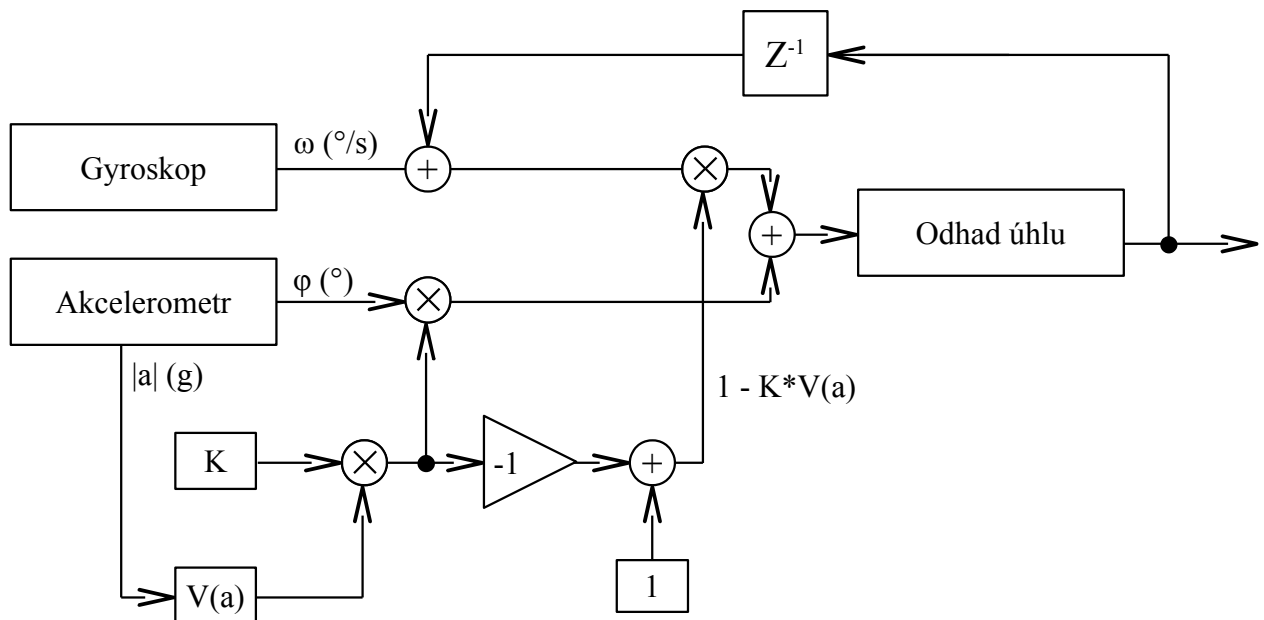 Z⁻¹
ω (°/s)
Gyroskop
+
×
Odhad úhlu
+
φ (°)
Akcelerometr
×
|a| (g)
1 - K*V(a)
K
×
-1
+
V(a)
1